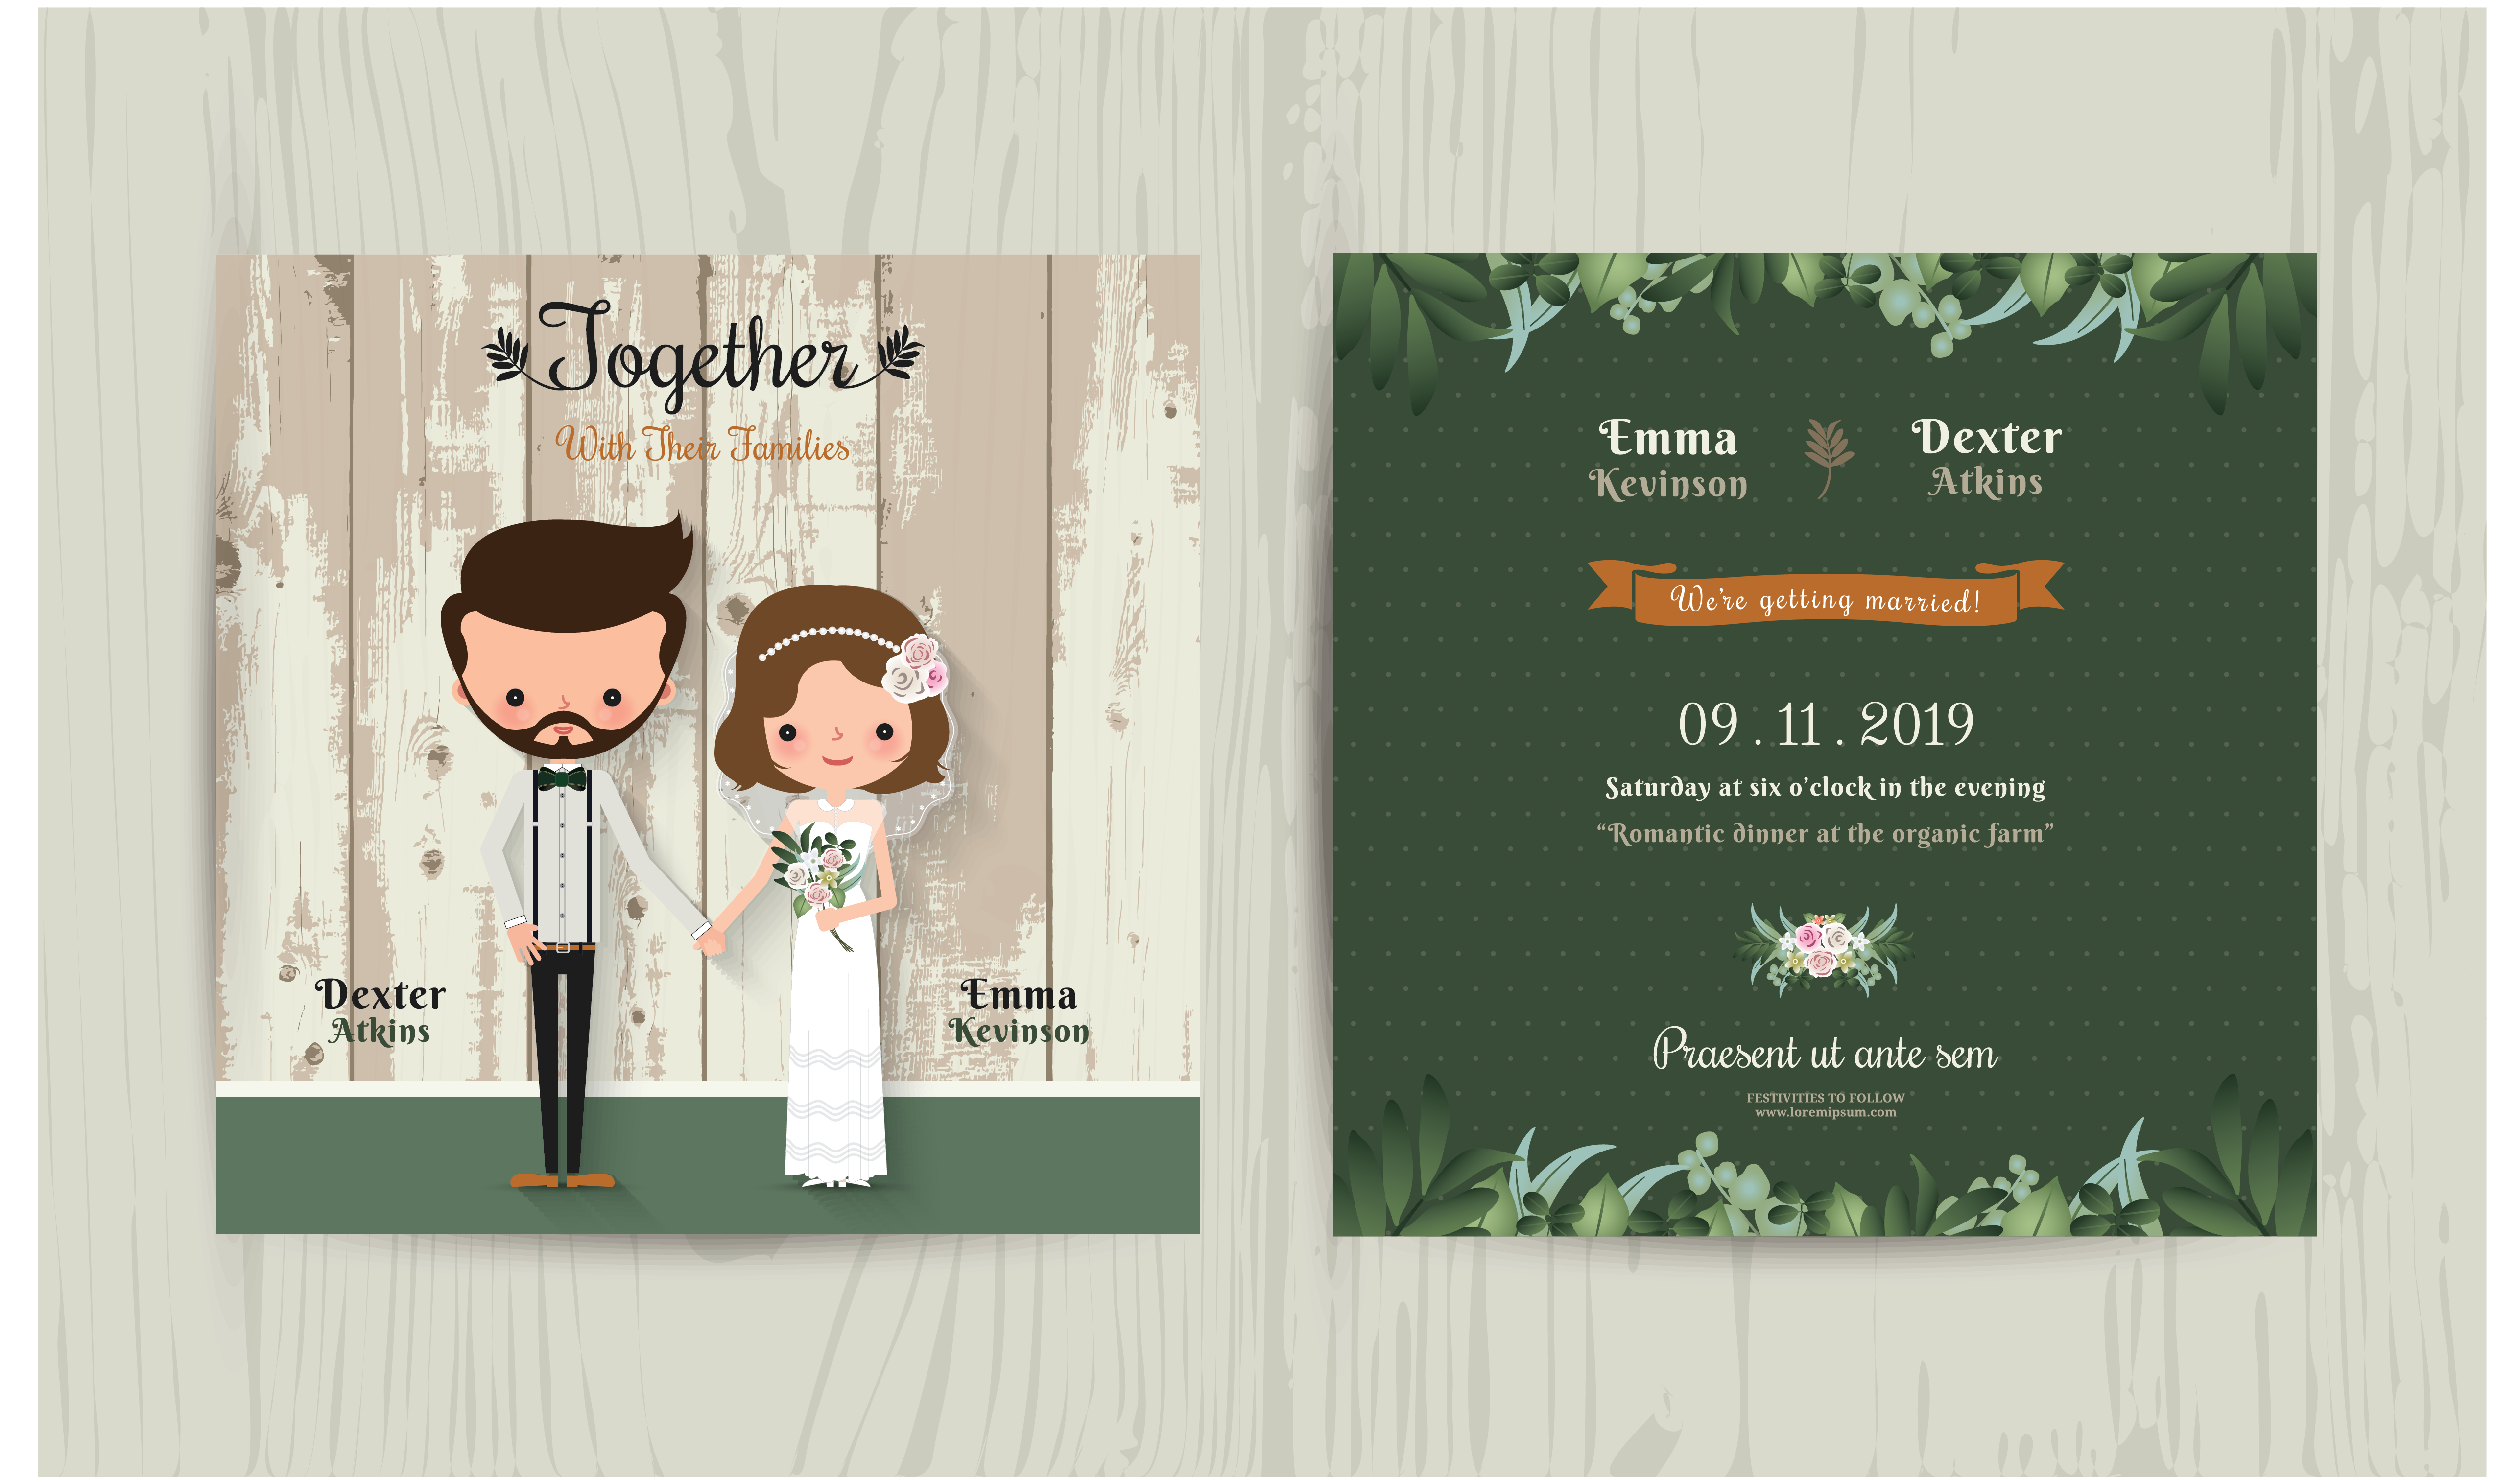 Together
With Their Families
Dexter
Atkins
Emma
Kevinson
Emma
Kevinson
Dexter
Atkins
We're getting married!
09 . 11 . 2019
Saturday at six o'clock in the evening
“Romantic dinner at the organic farm”
Praesent ut ante sem
FESTIVITIES TO FOLLOW
www.loremipsum.com